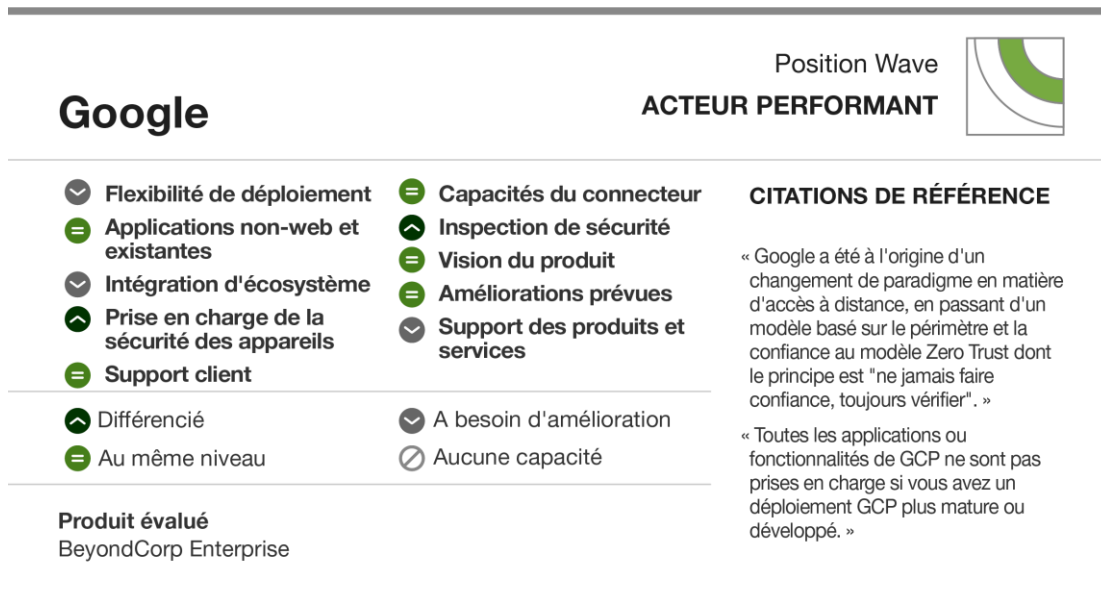 Position Wave
ACTEUR PERFORMANT
Google
Flexibilité de déploiement
Applications non-web et
existantes
Intégration d'écosystème
Prise en charge de la
sécurité des appareils
Support client
Capacités du connecteur
Inspection de sécurité
Vision du produit
Améliorations prévues
Support des produits et
services
Différencié
Au même niveau
A besoin d'amélioration
Aucune capacité
Produit évalué
BeyondCorp Enterprise
CITATIONS DE RÉFÉRENCE
« Google a été à l'origine d'un
changement de paradigme en matière
d'accès à distance, en passant d'un
modèle basé sur le périmètre et la
confiance au modèle Zero Trust dont
le principe est "ne jamais faire
confiance, toujours vérifier". »
« Toutes les applications ou
fonctionnalités de GCP ne sont pas
prises en charge si vous avez un
déploiement GCP plus mature ou
développé. »